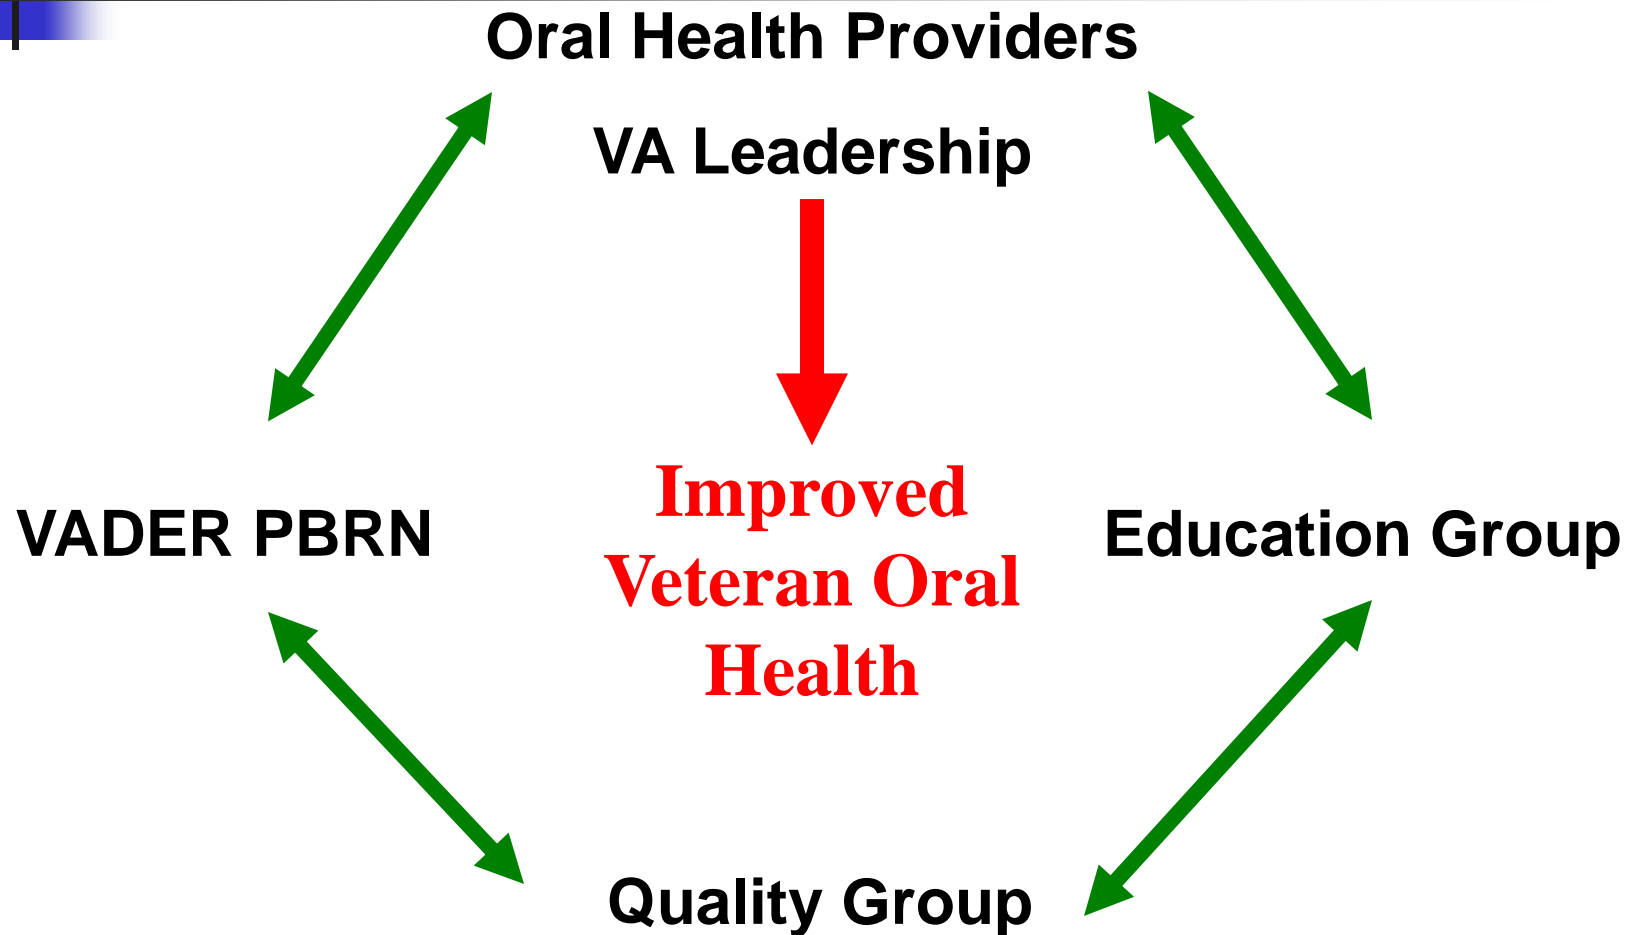 Oral Health Providers
VA Leadership
VADER PBRN
Improved
Veteran Oral
Health
Education Group
Quality Group